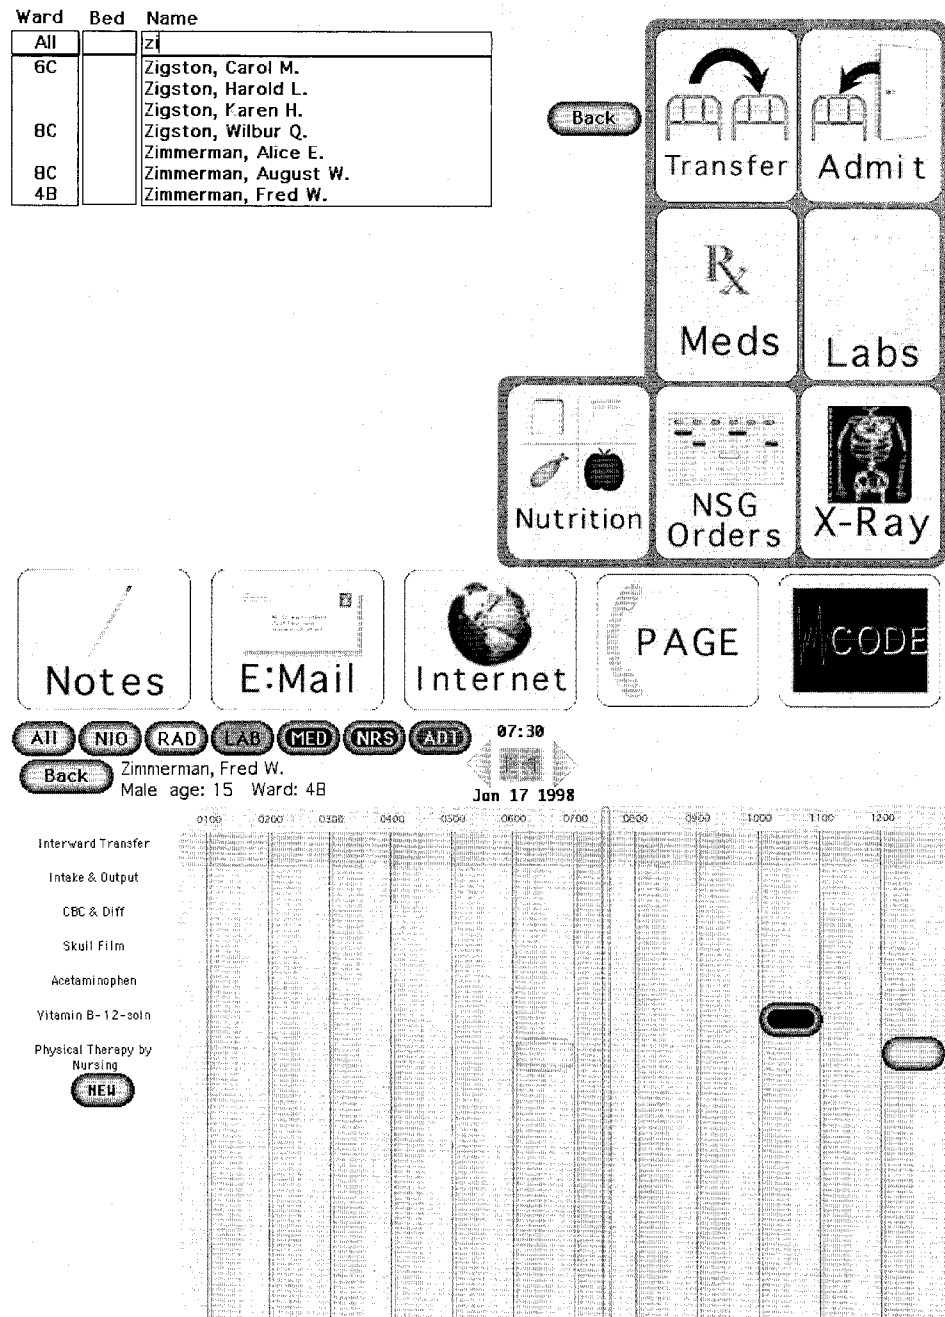 Ward Bed Name
All zi
6C Zigston, Carol M.
Zigston, Harold L.
Zigston, Karen H.
8C Zigston, Wilbur Q.
Zimmerman, Alice E.
8C Zimmerman, August W.
4B Zimmerman, Fred W.
Back
Transfer
Admit
Rx
Meds
Labs
Nutrition
NSG
Orders
X-Ray
Notes
E:Mail
Internet
PAGE
CODE
All NIO RAD LAB MED NRS ADT
07:30
Back
Zimmerman, Fred W.
Male age: 15 Ward: 4B
Jan 17 1998
0100 0200 0300 0400 0500 0600 0700 0800 0900 1000 1100 1200
Interward Transfer
Intake & Output
CBC & Diff
Skull Film
Acetaminophen
Vitamin B-12-soln
Physical Therapy by
Nursing
NEW